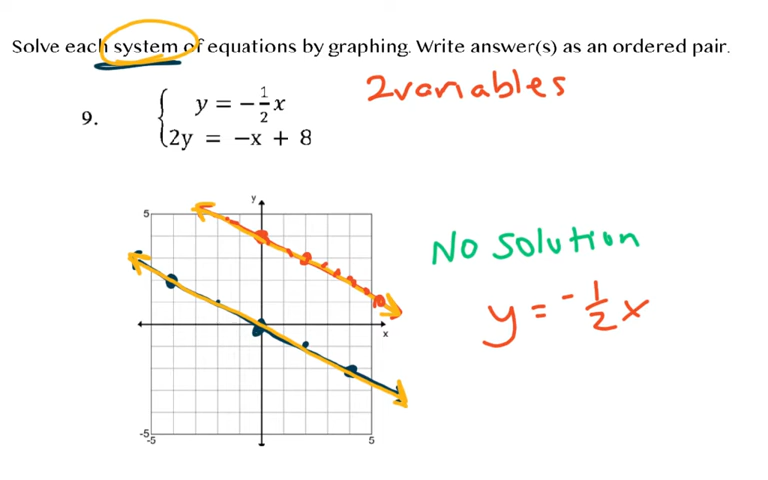 Solve each system of equations by graphing. Write answer(s) as an ordered pair.
2variables
9. { y = -1/2x
2y = -x + 8
y
5
No solution
y = -1/2 x
x
-5
-5
5